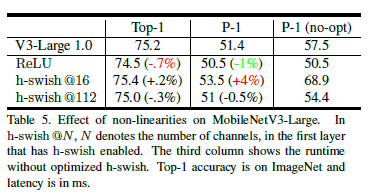 Top-1 P-1 P-1 (no-opt)
V3-Large 1.0 75.2 51.4 57.5
ReLU 74.5 (-.7%) 50.5 (-1%) 50.5
h-swish @16 75.4 (+.2%) 53.5 (+4%) 68.9
h-swish @112 75.0 (-.3%) 51 (-0.5%) 54.4
Table 5. Effect of non-linearities on MobileNetV3-Large. In
h-swish @N, N denotes the number of channels, in the first layer
that has h-swish enabled. The third column shows the runtime
without optimized h-swish. Top-1 accuracy is on ImageNet and
latency is in ms.